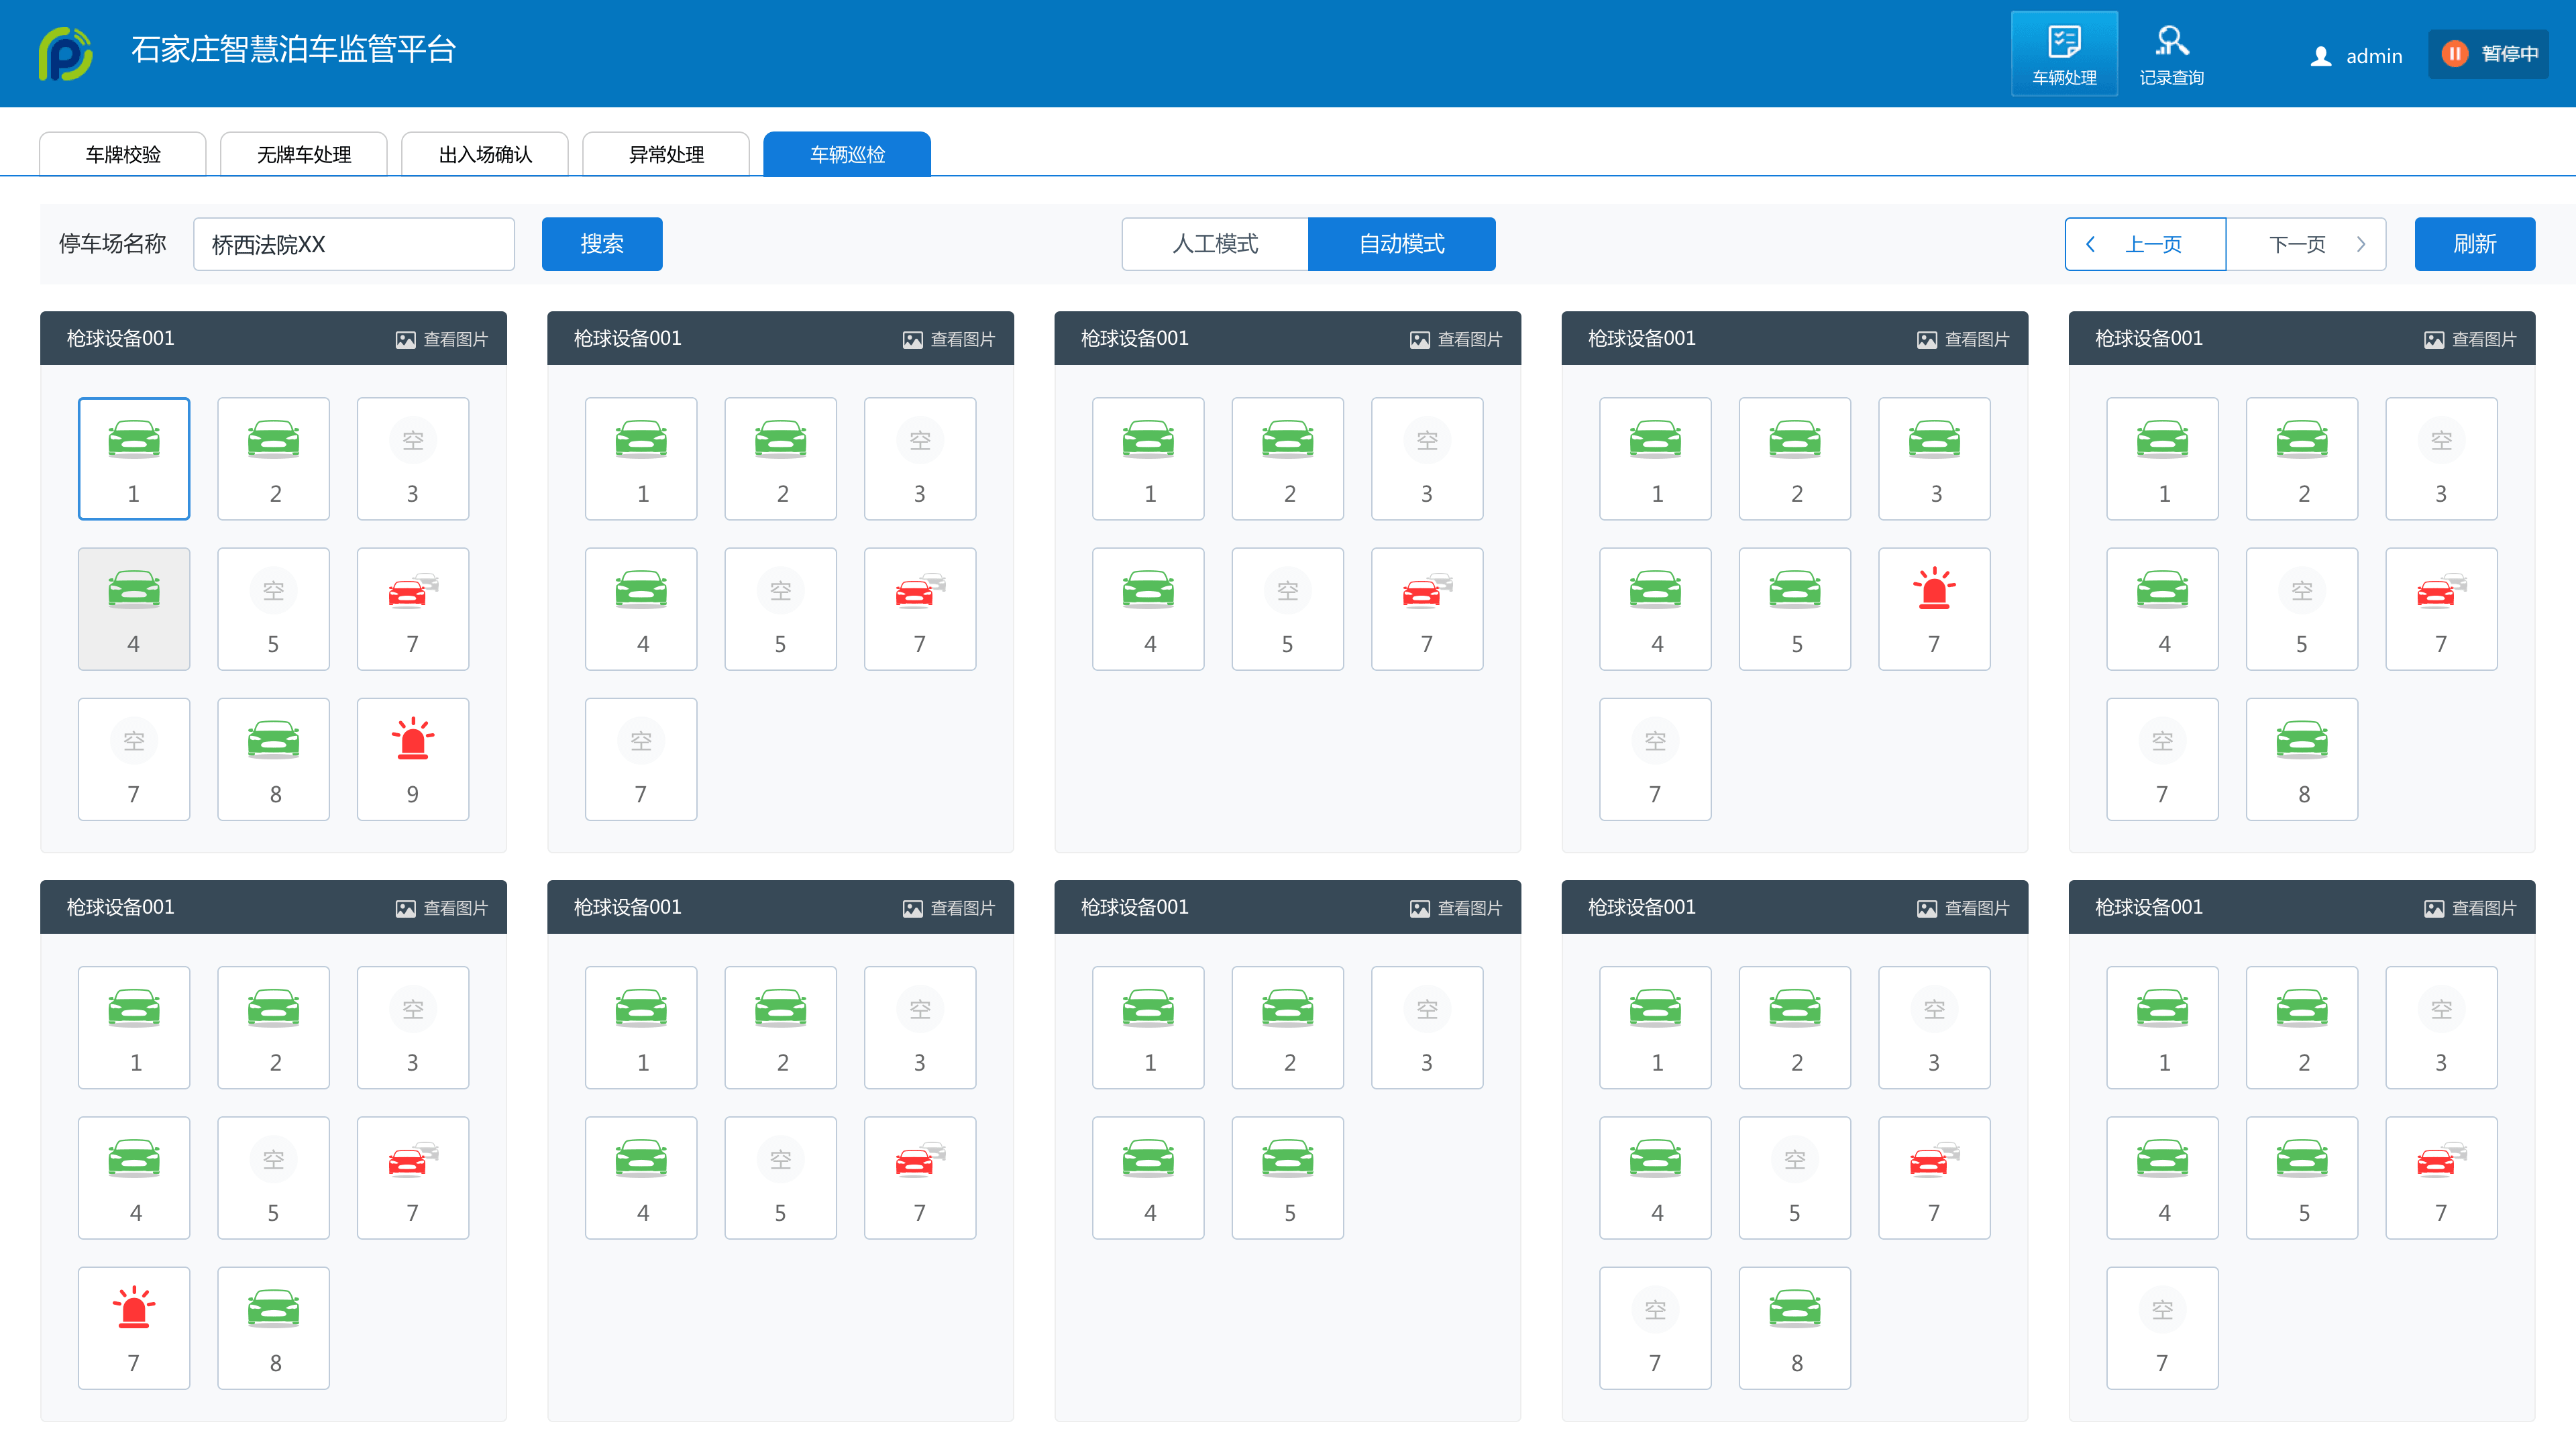 石家庄智慧泊车监管平台
车辆处理
记录查询
admin
暂停中
车牌校验 无牌车处理 出入场确认 异常处理 车辆巡检
停车场名称 桥西法院XX 搜索 人工模式 自动模式 上一页 下一页 刷新
枪球设备001 查看图片
空
1 2 3
空
4 5 7
空
7 8 9
枪球设备001 查看图片
空
1 2 3
空
4 5 7
空
7
枪球设备001 查看图片
空
1 2 3
空
4 5 7
枪球设备001 查看图片
1 2 3
4 5 7
空
7
枪球设备001 查看图片
空
1 2 3
空
4 5 7
空
7 8
枪球设备001 查看图片
空
1 2 3
空
4 5 7
7 8
枪球设备001 查看图片
空
1 2 3
空
4 5 7
枪球设备001 查看图片
空
1 2 3
4 5
枪球设备001 查看图片
空
1 2 3
空
4 5 7
空
7 8
枪球设备001 查看图片
空
1 2 3
4 5 7
空
7